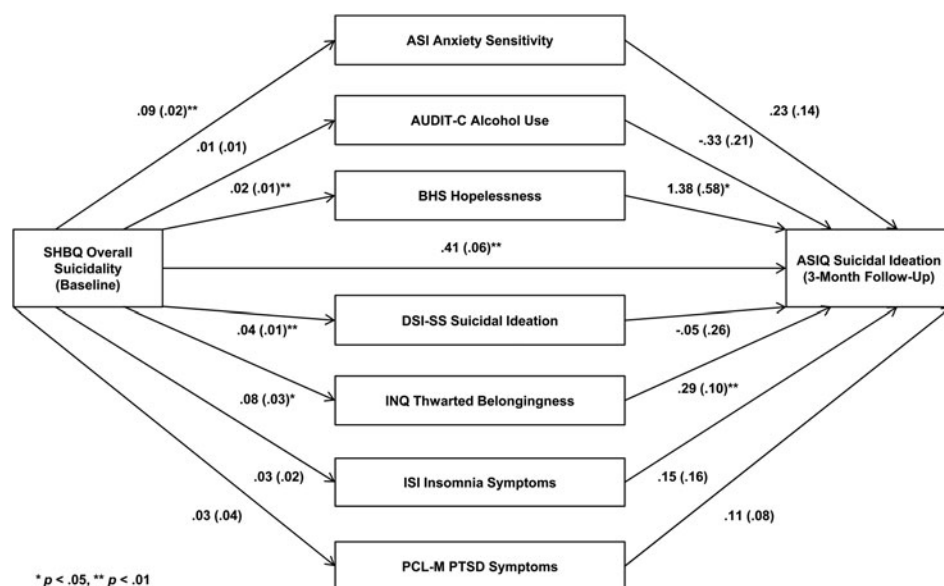 ASI Anxiety Sensitivity
.09 (.02)**
.23 (.14)
AUDIT-C Alcohol Use
.01 (.01)
-.33 (.21)
.02 (.01)**
BHS Hopelessness
1.38 (.58)*
SHBQ Overall
Suicidality
(Baseline)
.41 (.06)**
ASIQ Suicidal Ideation
(3-Month Follow-Up)
.04 (.01)**
DSI-SS Suicidal Ideation
-.05 (.26)
.08 (.03)*
INQ Thwarted Belongingness
.29 (.10)**
.03 (.02)
ISI Insomnia Symptoms
.15 (.16)
.03 (.04)
.11 (.08)
PCL-M PTSD Symptoms
* p < .05, ** p < .01